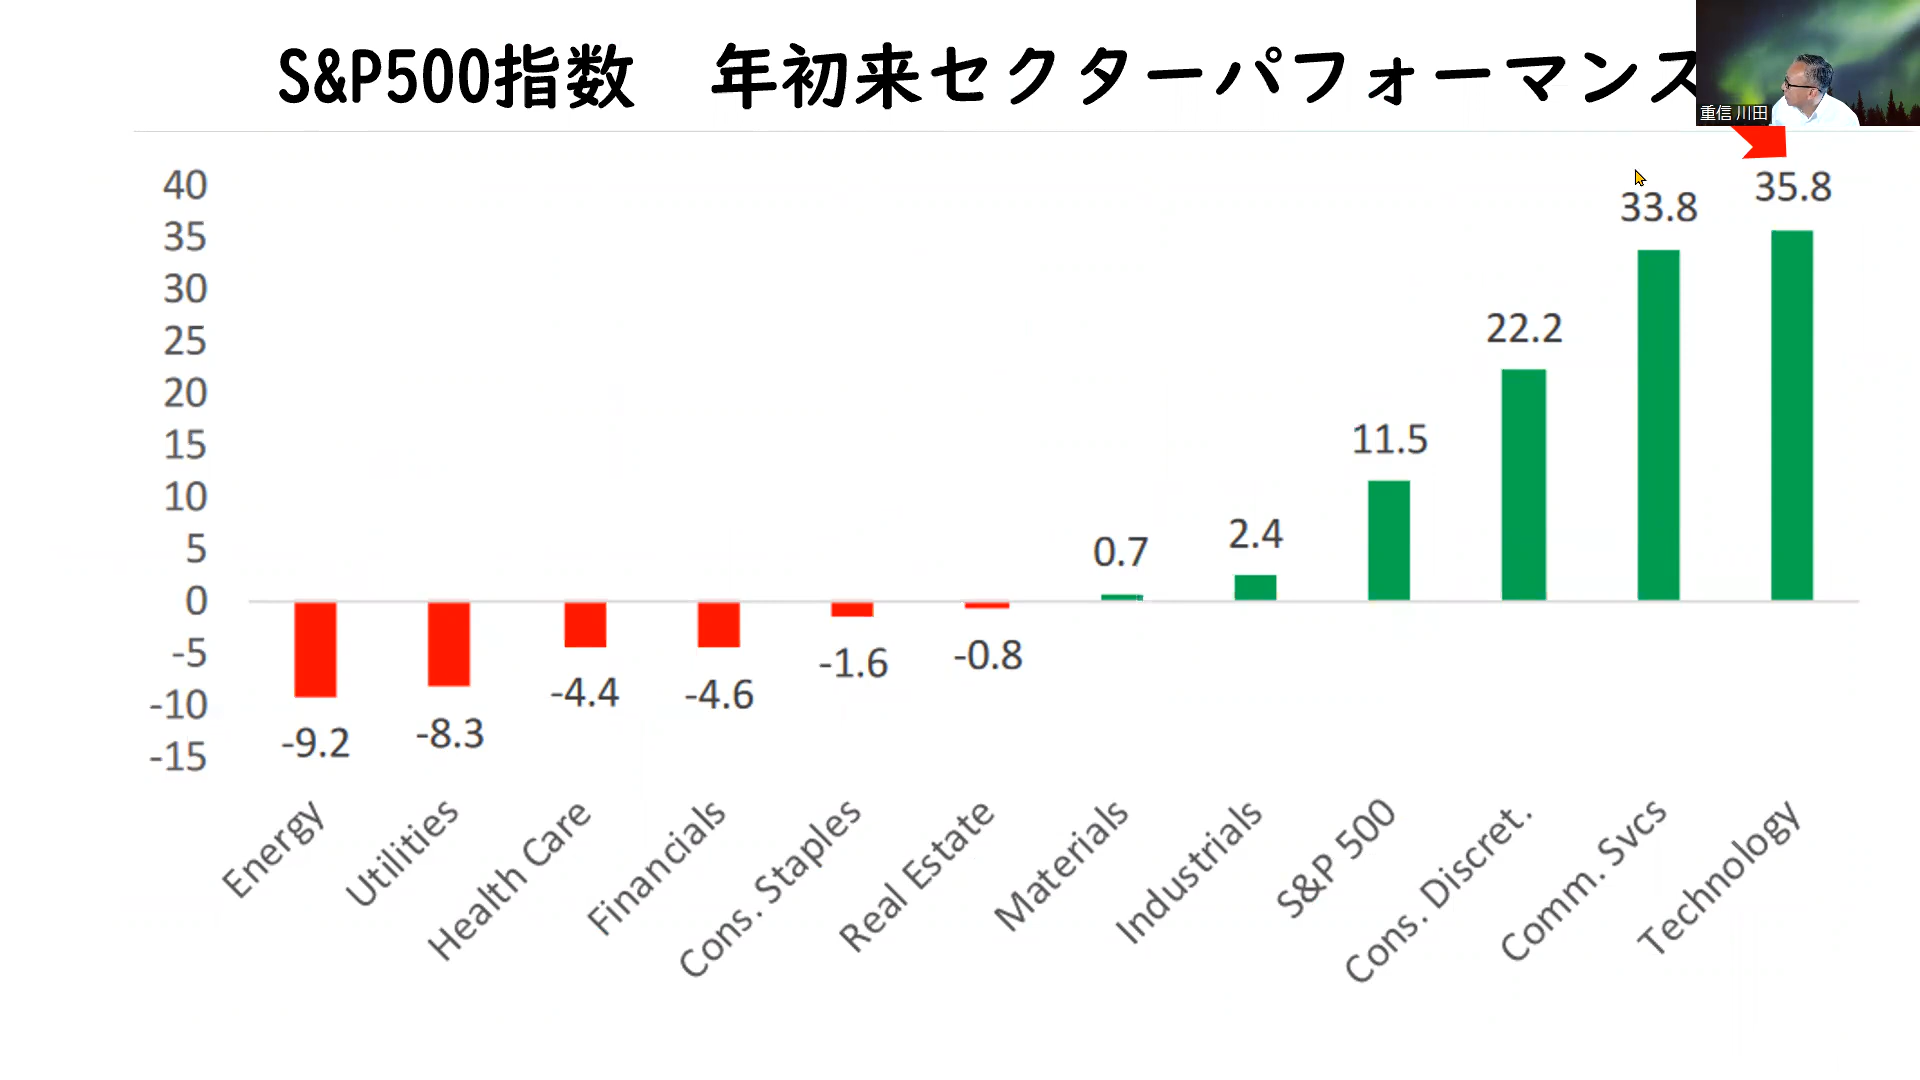 S&P500指数 年初来セクターパフォーマンス
重信 川田
40
35
30
25
20
15
10
5
0
-5
-10
-15
-9.2
-8.3
-4.4
-4.6
-1.6
-0.8
0.7
2.4
11.5
22.2
33.8
35.8
Energy
Utilities
Health Care
Financials
Cons. Staples
Real Estate
Materials
Industrials
S&P 500
Cons. Discret.
Comm. Svcs
Technology